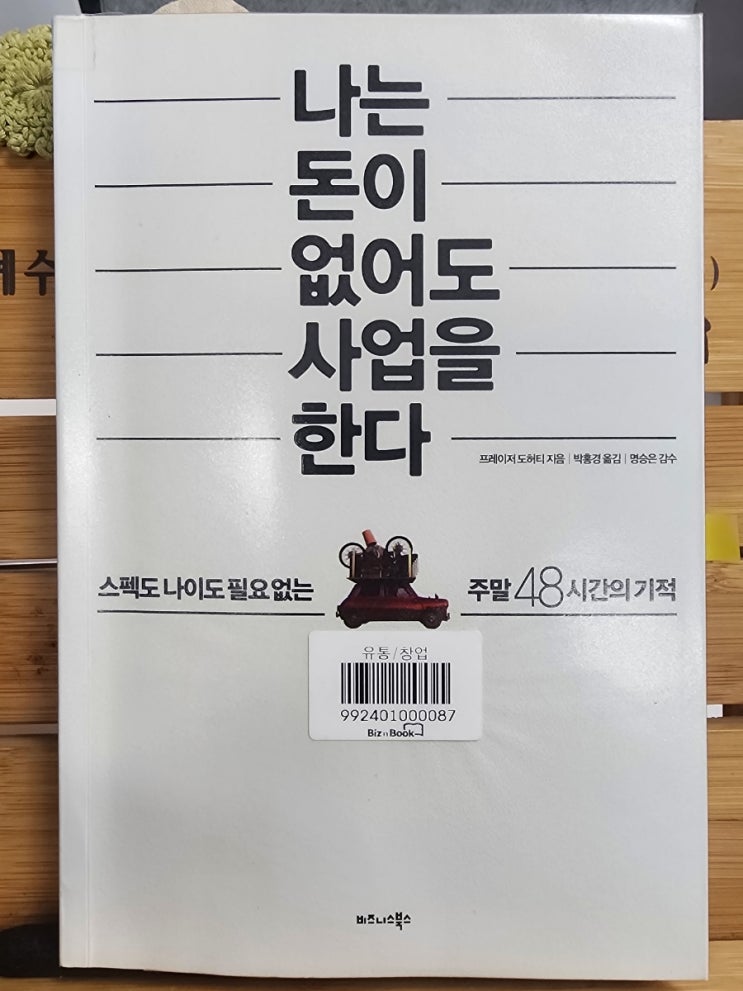 나는
돈이
없어도
사업을
한다
프레이저 도허티 지음 | 박홍경 옮김 | 명승은 감수
스펙도 나이도 필요 없는 주말 48시간의 기적
유통/창업
992401000087
Biz n Book
비즈니스북스